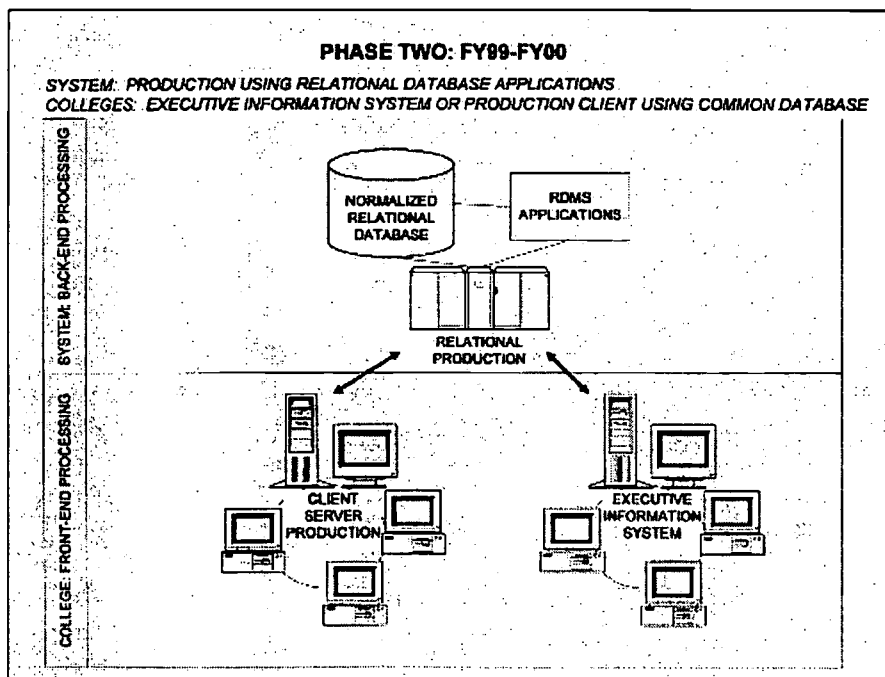 PHASE TWO: FY99-FY00
SYSTEM: PRODUCTION USING RELATIONAL DATABASE APPLICATIONS
COLLEGES: EXECUTIVE INFORMATION SYSTEM OR PRODUCTION CLIENT USING COMMON DATABASE
SYSTEM: BACK-END PROCESSING
NORMALIZED
RELATIONAL
DATABASE
RDMS
APPLICATIONS
RELATIONAL
PRODUCTION
COLLEGE: FRONT-END PROCESSING
CLIENT
SERVER
PRODUCTION
EXECUTIVE
INFORMATION
SYSTEM